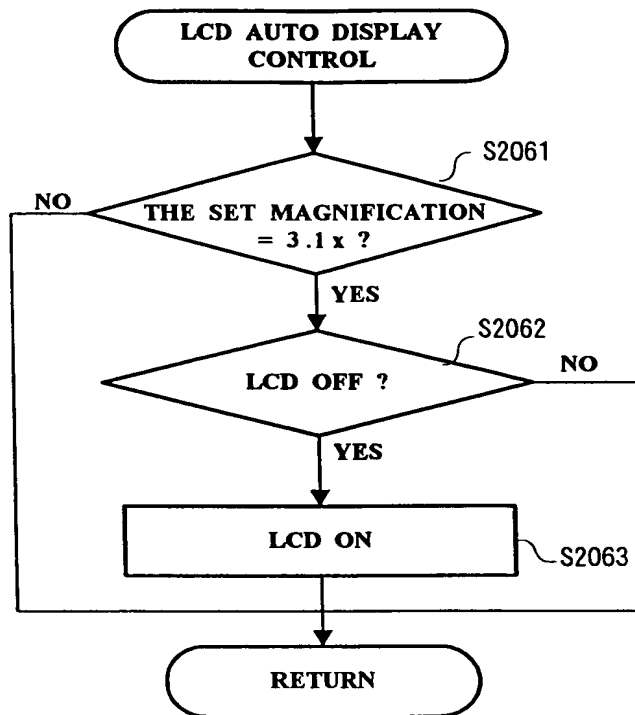 LCD AUTO DISPLAY
CONTROL
S2061
NO
THE SET MAGNIFICATION
= 3.1x ?
YES
S2062
NO
LCD OFF ?
YES
LCD ON
S2063
RETURN